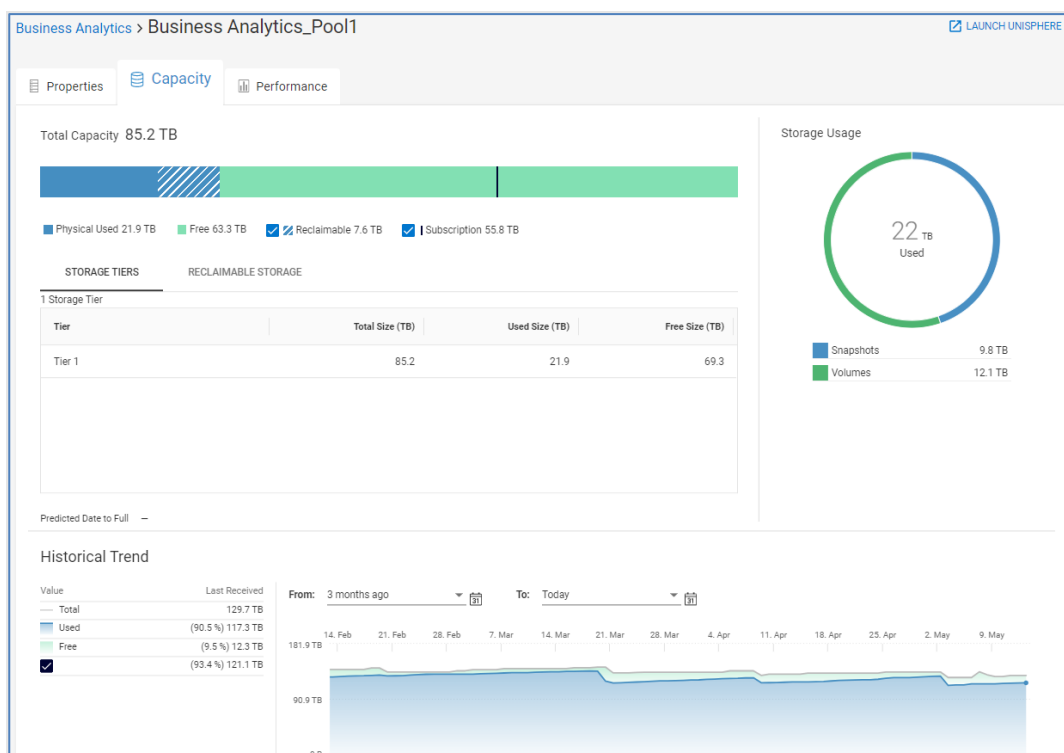 Business Analytics > Business Analytics_Pool1
LAUNCH UNISPHERE
Properties
Capacity
Performance
Total Capacity 85.2 TB
Physical Used 21.9 TB
Free 63.3 TB
Reclaimable 7.6 TB
Subscription 55.8 TB
STORAGE TIERS
RECLAIMABLE STORAGE
1 Storage Tier
Tier Total Size (TB) Used Size (TB) Free Size (TB)
Tier 1 85.2 21.9 69.3
Predicted Date to Full –
Storage Usage
22 TB
Used
Snapshots 9.8 TB
Volumes 12.1 TB
Historical Trend
Value Last Received
Total 129.7 TB
Used (90.5 %) 117.3 TB
Free (9.5 %) 12.3 TB
(93.4 %) 121.1 TB
From: 3 months ago 31 To: Today 31
14. Feb 21. Feb 28. Feb 7. Mar 14. Mar 21. Mar 28. Mar 4. Apr 11. Apr 18. Apr 25. Apr 2. May 9. May
181.9 TB
90.9 TB